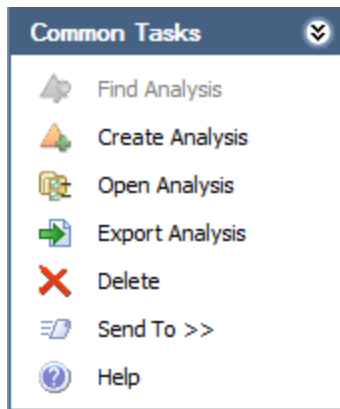 Common Tasks
Find Analysis
Create Analysis
Open Analysis
Export Analysis
Delete
Send To >>
Help